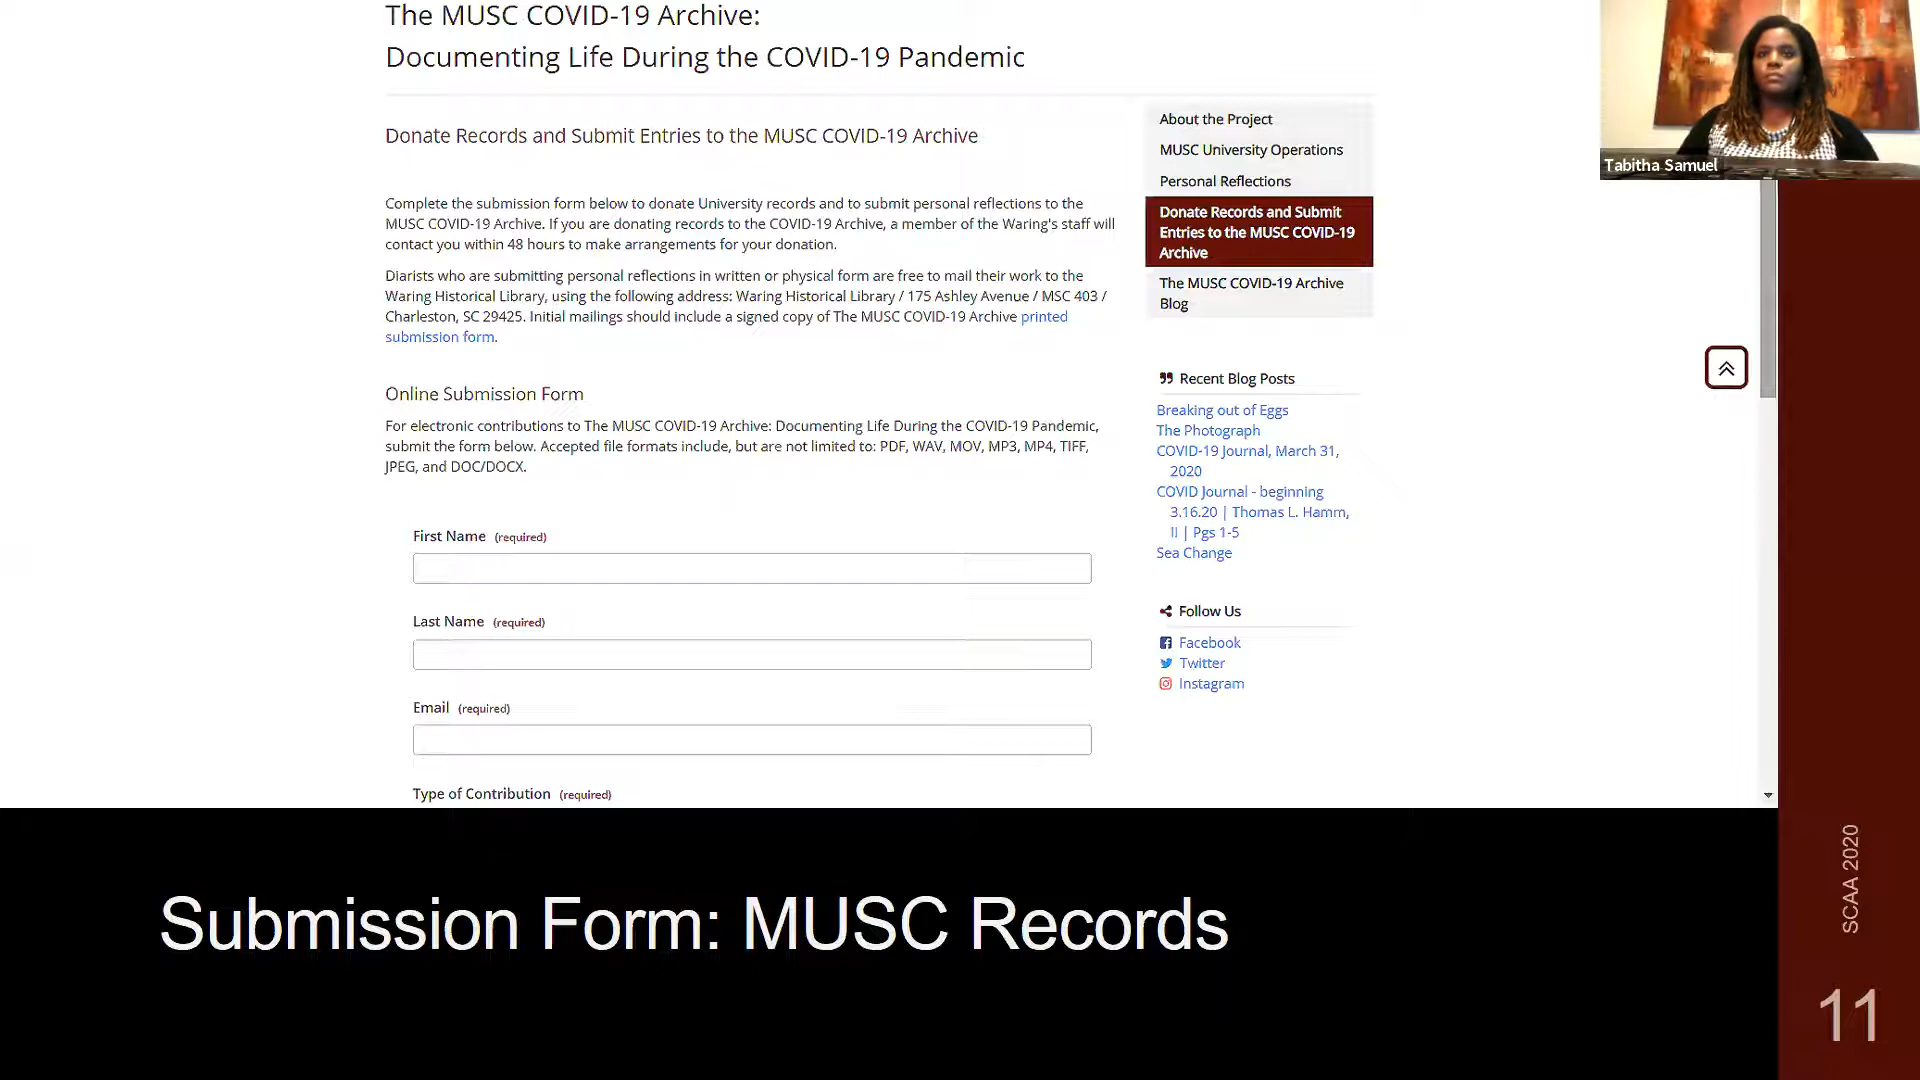 The MUSC COVID-19 Archive:
Documenting Life During the COVID-19 Pandemic
Donate Records and Submit Entries to the MUSC COVID-19 Archive
Complete the submission form below to donate University records and to submit personal reflections to the
MUSC COVID-19 Archive. If you are donating records to the COVID-19 Archive, a member of the Waring's staff will
contact you within 48 hours to make arrangements for your donation.
Diarists who are submitting personal reflections in written or physical form are free to mail their work to the
Waring Historical Library, using the following address: Waring Historical Library / 175 Ashley Avenue / MSC 403 /
Charleston, SC 29425. Initial mailings should include a signed copy of The MUSC COVID-19 Archive printed
submission form.
Online Submission Form
For electronic contributions to The MUSC COVID-19 Archive: Documenting Life During the COVID-19 Pandemic,
submit the form below. Accepted file formats include, but are not limited to: PDF, WAV, MOV, MP3, MP4, TIFF,
JPEG, and DOC/DOCX.
First Name (required)
Last Name (required)
Email (required)
Type of Contribution (required)
About the Project
MUSC University Operations
Personal Reflections
Donate Records and Submit
Entries to the MUSC COVID-19
Archive
The MUSC COVID-19 Archive
Blog
Recent Blog Posts
Breaking out of Eggs
The Photograph
COVID-19 Journal, March 31,
2020
COVID Journal - beginning
3.16.20 | Thomas L. Hamm,
II | Pgs 1-5
Sea Change
Follow Us
Facebook
Twitter
Instagram
Tabitha Samuel
Submission Form: MUSC Records
SCAA 2020
11